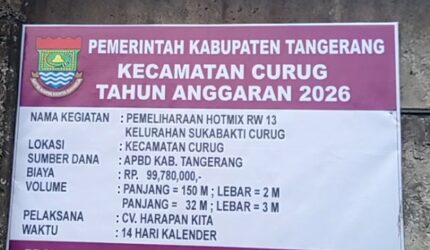 PEMERINTAH KABUPATEN TANGERANG
KECAMATAN CURUG
TAHUN ANGGARAN 2026
NAMA KEGIATAN : PEMELIHARAAN HOTMIX RW 13
KELURAHAN SUKABAKTI CURUG
LOKASI : KECAMATAN CURUG
SUMBER DANA : APBD KAB. TANGERANG
BIAYA : RP. 99,780,000,-
VOLUME : PANJANG = 150 M ; LEBAR = 2 M
PANJANG = 32 M ; LEBAR = 3 M
PELAKSANA : CV. HARAPAN KITA
WAKTU : 14 HARI KALENDER